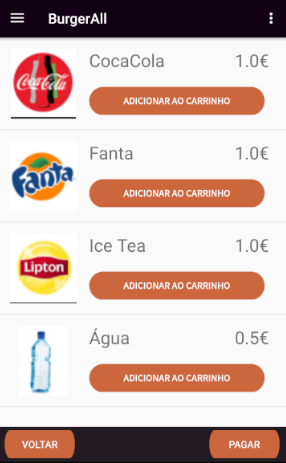 BurgerAll
CocaCola 1.0€
Coca-Cola
ADICIONAR AO CARRINHO
Fanta 1.0€
Fanta
ADICIONAR AO CARRINHO
Ice Tea 1.0€
Lipton
ADICIONAR AO CARRINHO
Água 0.5€
ADICIONAR AO CARRINHO
VOLTAR PAGAR